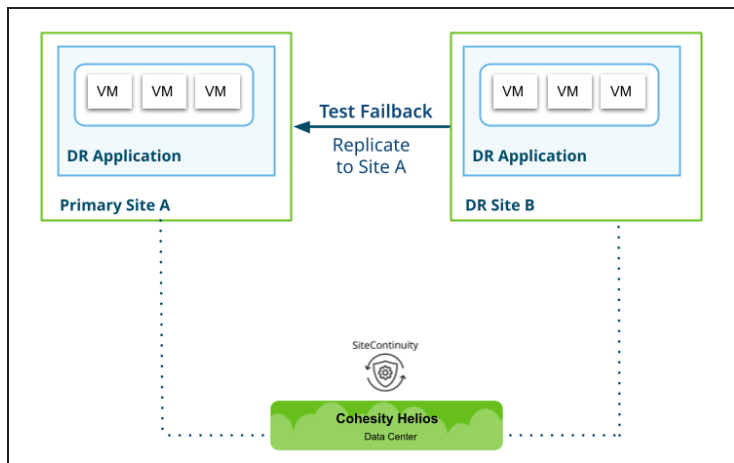 VM VM VM
DR Application
Primary Site A
Test Failback
Replicate
to Site A
VM VM VM
DR Application
DR Site B
SiteContinuity
Cohesity Helios
Data Center